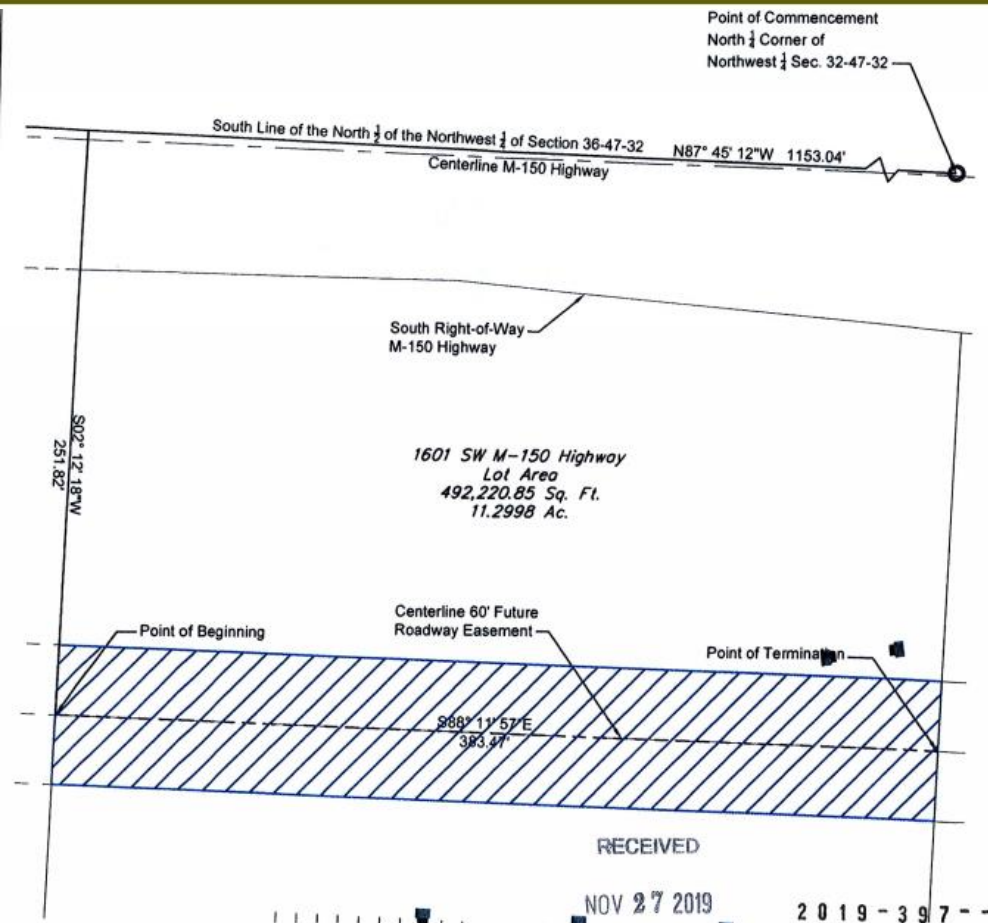 Point of Commencement
North ¼ Corner of
Northwest ¼ Sec. 32-47-32
South Line of the North ½ of the Northwest ¼ of Section 36-47-32
N87° 45' 12"W 1153.04'
Centerline M-150 Highway
South Right-of-Way
M-150 Highway
S02° 12' 18"W
251.82'
1601 SW M-150 Highway
Lot Area
492,220.85 Sq. Ft.
11.2998 Ac.
Point of Beginning
Centerline 60' Future
Roadway Easement
Point of Termination
S88° 11' 57"E
383.47'
RECEIVED
NOV 27 2019
2019-397-